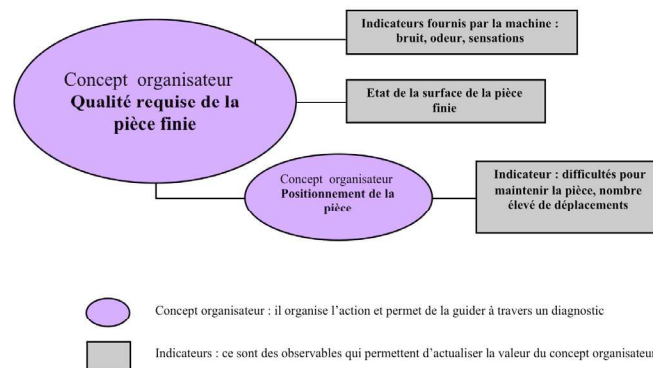 Indicateurs fournis par la machine :
bruit, odeur, sensations
Concept organisateur
Qualité requise de la
pièce finie
Etat de la surface de la pièce
finie
Concept organisateur
Positionnement de la
pièce
Indicateur : difficultés pour
maintenir la pièce, nombre
élevé de déplacements
Concept organisateur : il organise l’action et permet de la guider à travers un diagnostic
Indicateurs : ce sont des observables qui permettent d’actualiser la valeur du concept organisateur